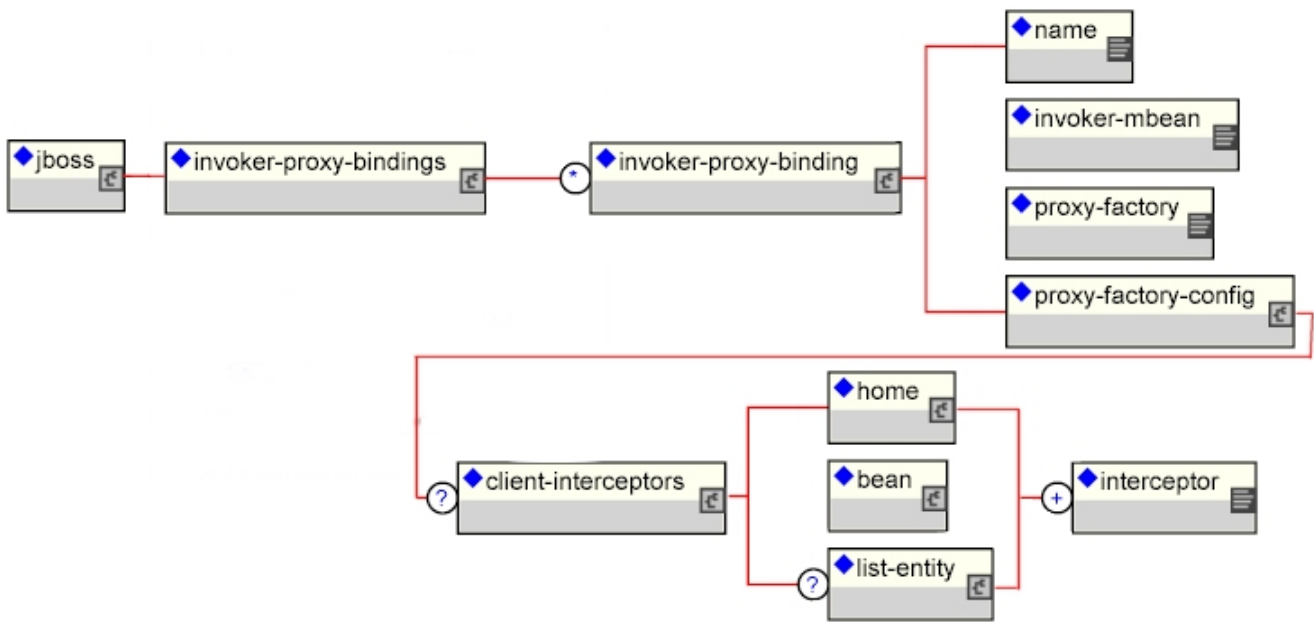 name
invoker-mbean
jboss
invoker-proxy-bindings
*
invoker-proxy-binding
proxy-factory
proxy-factory-config
home
?
client-interceptors
bean
+
interceptor
?
list-entity